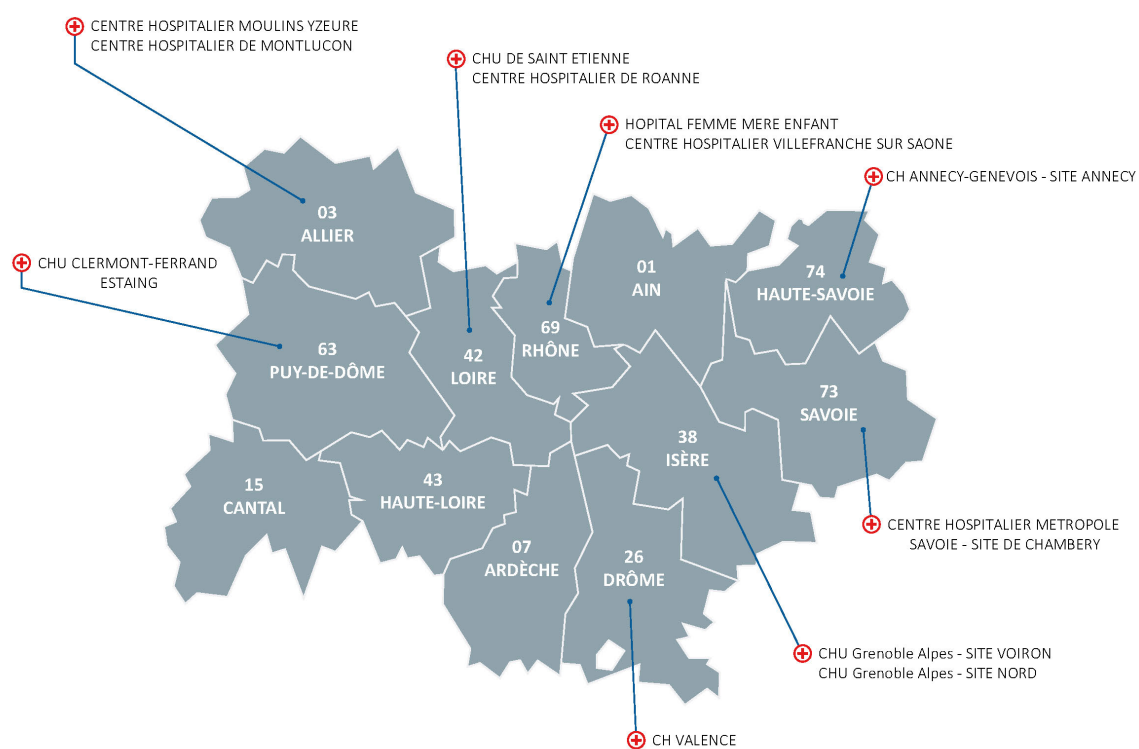 CENTRE HOSPITALIER MOULINS YZEURE
CENTRE HOSPITALIER DE MONTLUCON
CHU DE SAINT ETIENNE
CENTRE HOSPITALIER DE ROANNE
HOPITAL FEMME MERE ENFANT
CENTRE HOSPITALIER VILLEFRANCHE SUR SAONE
CH ANNECY-GENEVOIS - SITE ANNECY
03
ALLIER
CHU CLERMONT-FERRAND
ESTAING
01
AIN
74
HAUTE-SAVOIE
69
RHÔNE
63
PUY-DE-DÔME
42
LOIRE
73
SAVOIE
38
ISÈRE
15
CANTAL
43
HAUTE-LOIRE
CENTRE HOSPITALIER METROPOLE
SAVOIE - SITE DE CHAMBERY
07
ARDÈCHE
26
DRÔME
CHU Grenoble Alpes - SITE VOIRON
CHU Grenoble Alpes - SITE NORD
CH VALENCE